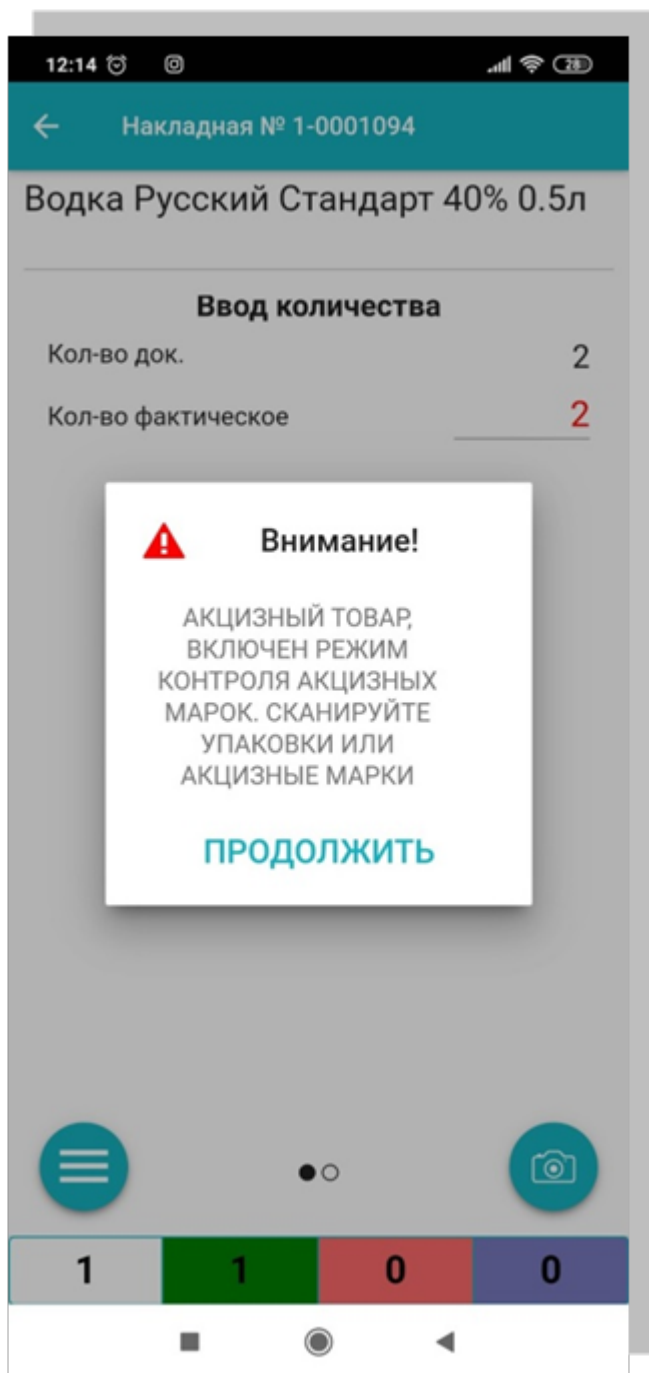 12:14 28
Накладная № 1-0001094
Водка Русский Стандарт 40% 0.5л
Ввод количества
Кол-во док. 2
Кол-во фактическое 2
Внимание!
АКЦИЗНЫЙ ТОВАР,
ВКЛЮЧЕН РЕЖИМ
КОНТРОЛЯ АКЦИЗНЫХ
МАРОК. СКАНИРУЙТЕ
УПАКОВКИ ИЛИ
АКЦИЗНЫЕ МАРКИ
ПРОДОЛЖИТЬ
1 1 0 0